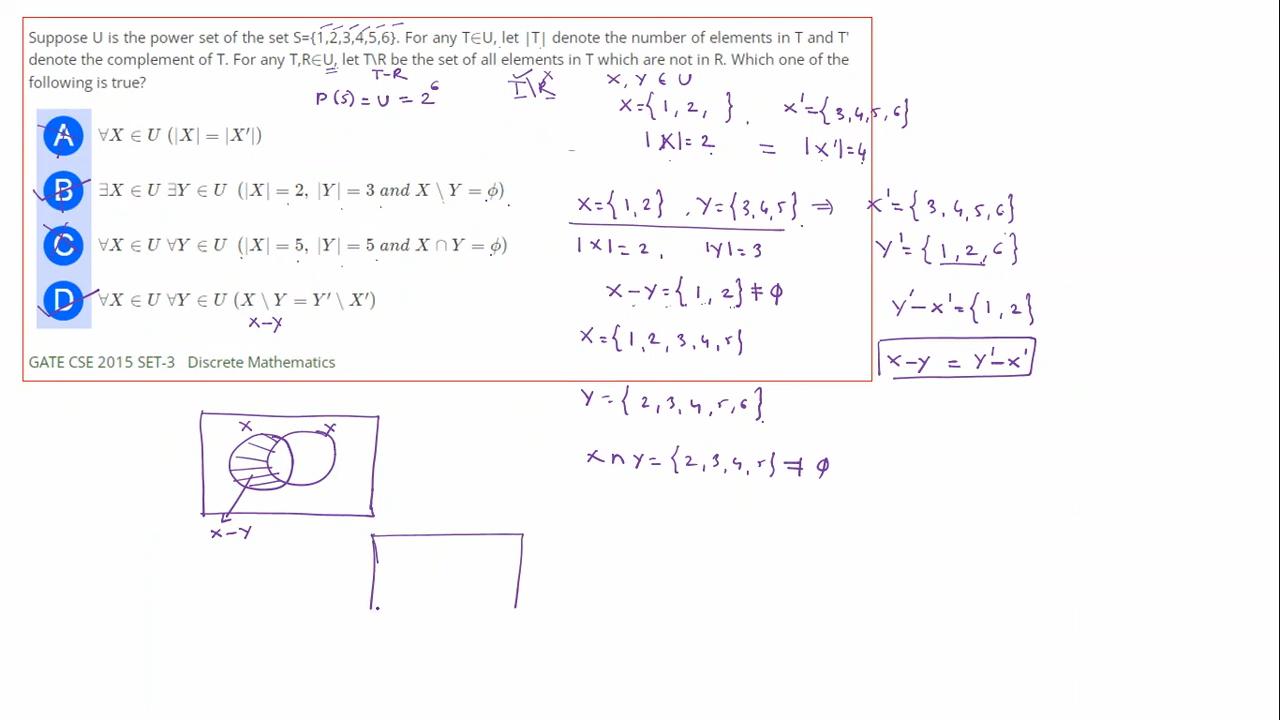 Suppose U is the power set of the set S={1,2,3,4,5,6}. For any T∈U, let |T| denote the number of elements in T and T'
denote the complement of T. For any T,R∈U, let T\R be the set of all elements in T which are not in R. Which one of the
following is true?
T-R
P(S) = U = 2^6
T\R
X, Y ∈ U
X={1, 2, }
X'={3,4,5,6}
|X|=2 = |X'|=4
A ∀X ∈ U (|X| = |X'|)
B ∃X ∈ U ∃Y ∈ U (|X| = 2, |Y| = 3 and X \ Y = ϕ)
C ∀X ∈ U ∀Y ∈ U (|X| = 5, |Y| = 5 and X ∩ Y = ϕ)
D ∀X ∈ U ∀Y ∈ U (X \ Y = Y' \ X')
X-Y
GATE CSE 2015 SET-3 Discrete Mathematics
X={1,2} , Y={3,4,5} ⇒ X'={3,4,5,6}
|X|=2, |Y|=3
Y'={1,2,6}
X-Y={1,2} ≠ ϕ
Y'-X'={1,2}
X={1,2,3,4,5}
X-Y = Y'-X'
Y={2,3,4,5,6}
X∩Y={2,3,4,5} ≠ ϕ
X
X-Y